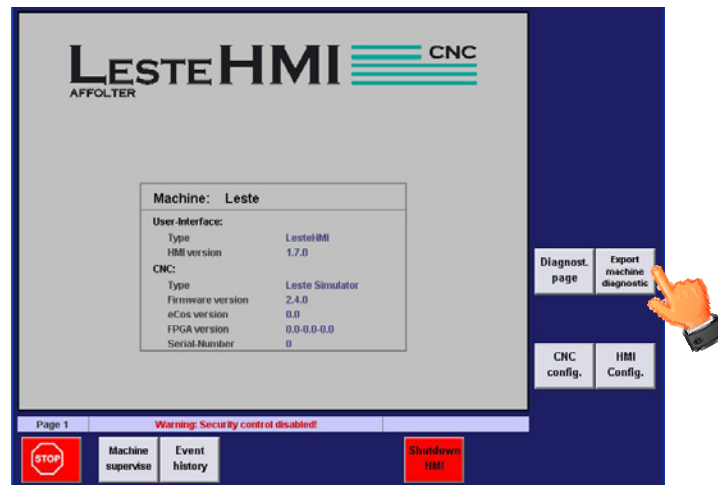 LESTEHMI CNC
AFFOLTER
Machine: Leste
User-Interface:
Type LesteHMI
HMI version 1.7.0
CNC:
Type Leste Simulator
Firmware version 2.4.0
eCos version 0.0
FPGA version 0.0-0.0-0.0
Serial-Number 0
Diagnost.
page
Export
machine
diagnostic
CNC
config.
HMI
Config.
Page 1
Warning: Security control disabled!
STOP
Machine
supervise
Event
history
Shutdown
HMI